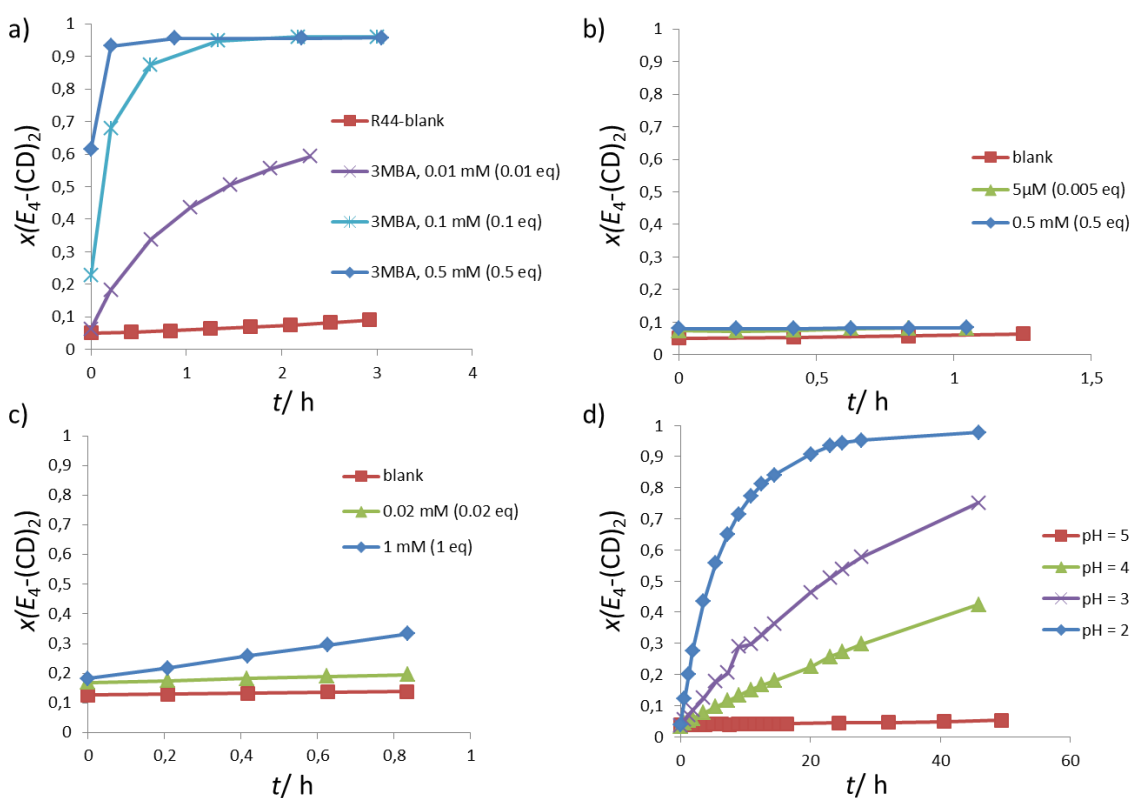 a)
x(E4-(CD)2)
1
0,9
0,8
0,7
0,6
0,5
0,4
0,3
0,2
0,1
0
0 1 2 3 4
t/ h
R44-blank
3MBA, 0.01 mM (0.01 eq)
3MBA, 0.1 mM (0.1 eq)
3MBA, 0.5 mM (0.5 eq)
b)
x(E₄-(CD)₂)
1
0,9
0,8
0,7
0,6
0,5
0,4
0,3
0,2
0,1
0
0 0,5 1 1,5
t/ h
blank
5µM (0.005 eq)
0.5 mM (0.5 eq)
c)
x(E₄-(CD)₂)
1
0,9
0,8
0,7
0,6
0,5
0,4
0,3
0,2
0,1
0
0 0,2 0,4 0,6 0,8 1
t/ h
blank
0.02 mM (0.02 eq)
1 mM (1 eq)
d)
x(E₄-(CD)₂)
1
0,9
0,8
0,7
0,6
0,5
0,4
0,3
0,2
0,1
0
0 20 40 60
t/ h
pH = 5
pH = 4
pH = 3
pH = 2